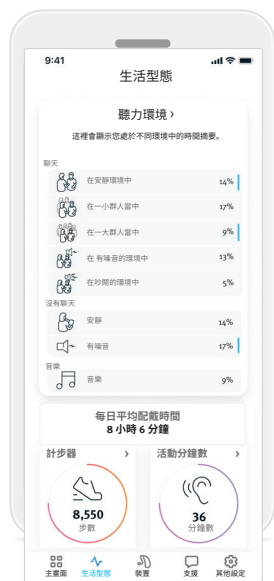 9:41
生活型態
聽力環境 ›
這裡會顯示您處於不同環境中的時間摘要。
聊天
在安靜環境中 14%
在一小群人當中 17%
在一大群人當中 9%
在 有噪音的環境中 13%
在吵鬧的環境中 5%
沒有聊天
安靜 14%
有噪音 17%
音樂
音樂 9%
每日平均配戴時間
8 小時 6 分鐘
計步器 ›
8,550
步數
活動分鐘數 ›
36
分鐘數
主畫面 生活型態 裝置 支援 其他設定